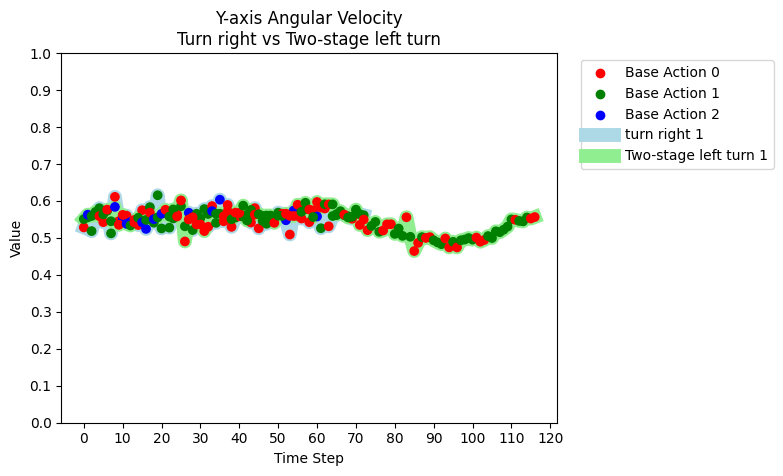 Y-axis Angular Velocity
Turn right vs Two-stage left turn
1.0
0.9
0.8
0.7
0.6
0.5
0.4
0.3
0.2
0.1
0.0
Value
0 10 20 30 40 50 60 70 80 90 100 110 120
Time Step
Base Action 0
Base Action 1
Base Action 2
turn right 1
Two-stage left turn 1